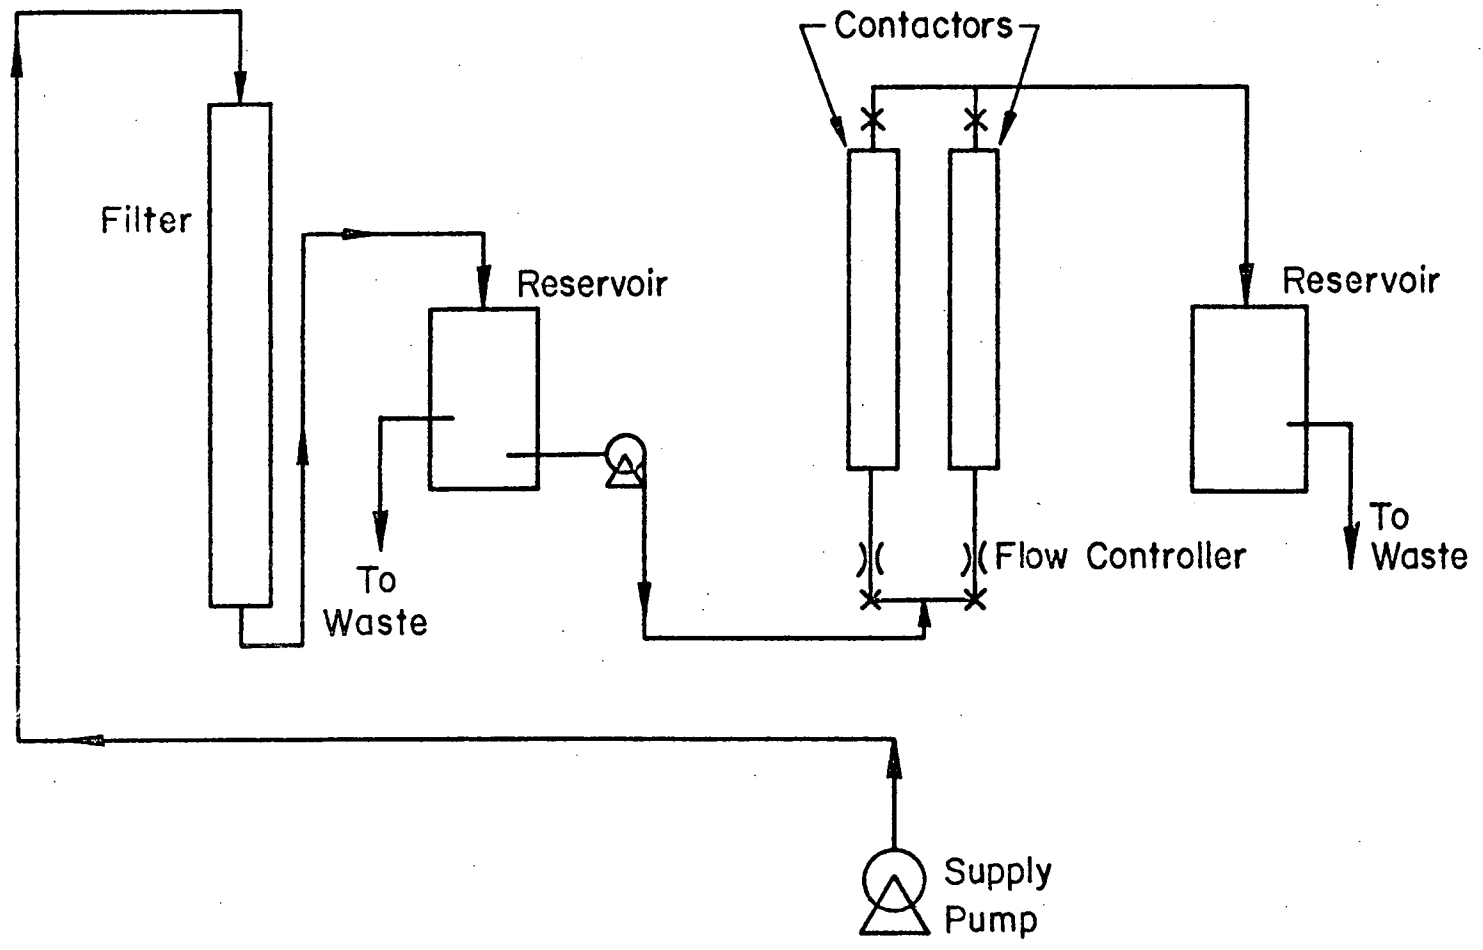 Contactors
Filter
Reservoir
Reservoir
To
Waste
Flow Controller
To
Waste
Supply
Pump